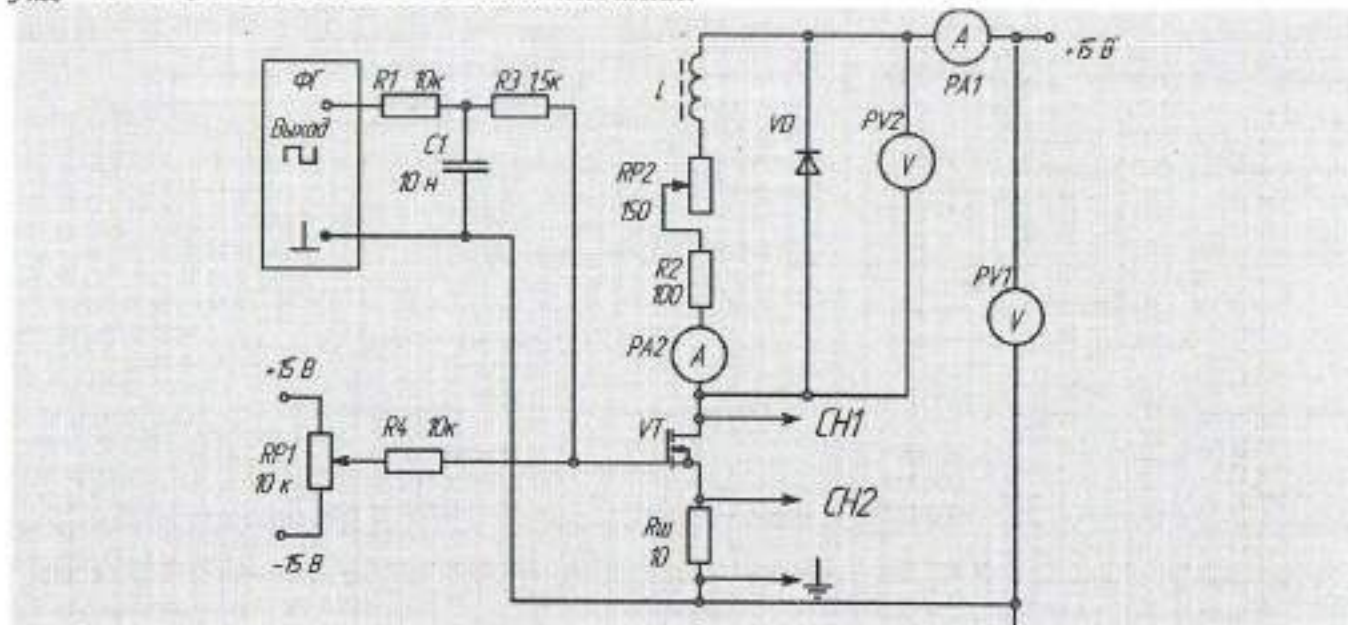 ФГ
Выход
R1 10к
R3 15к
C1
10 н
L
RP2
150
R2
100
PA2
A
VD
PV2
V
A
PA1
+15 В
PV1
V
+15 В
RP1
10 к
-15 В
R4 10к
VT
CH1
CH2
Rш
10